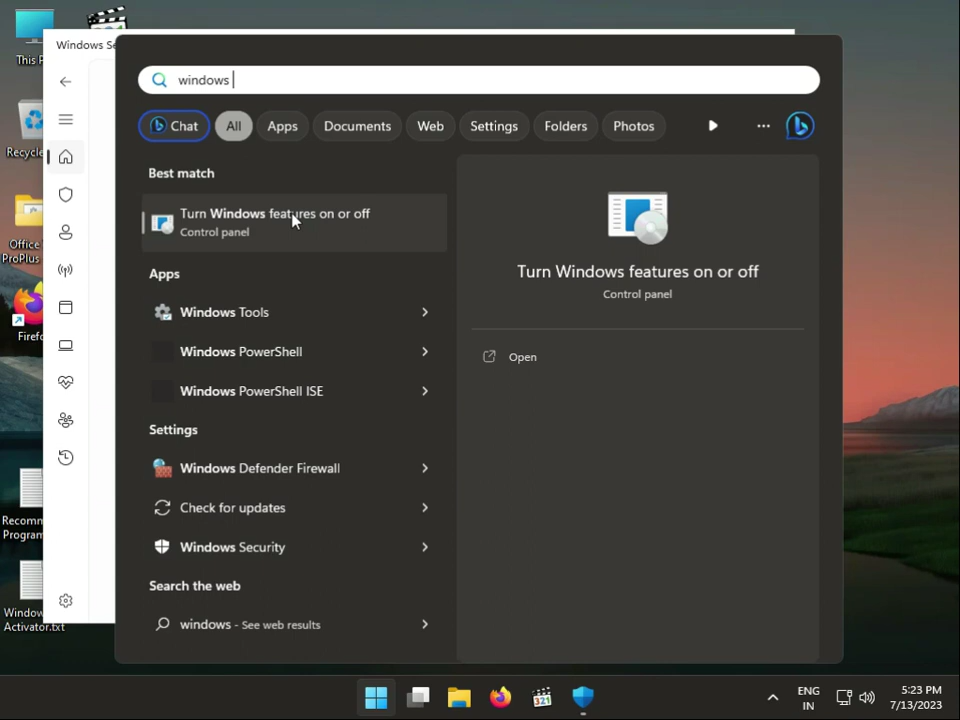 This P
Windows Se
windows
Chat
All
Apps
Documents
Web
Settings
Folders
Photos
Recycle
Best match
Turn Windows features on or off
Control panel
Turn Windows features on or off
Control panel
Open
Apps
Windows Tools
Windows PowerShell
Windows PowerShell ISE
Settings
Windows Defender Firewall
Check for updates
Windows Security
Search the web
windows - See web results
Office
ProPlus
Firefo
Recomm
Program
Window
Activator.txt
321
ENG
IN
5:23 PM
7/13/2023